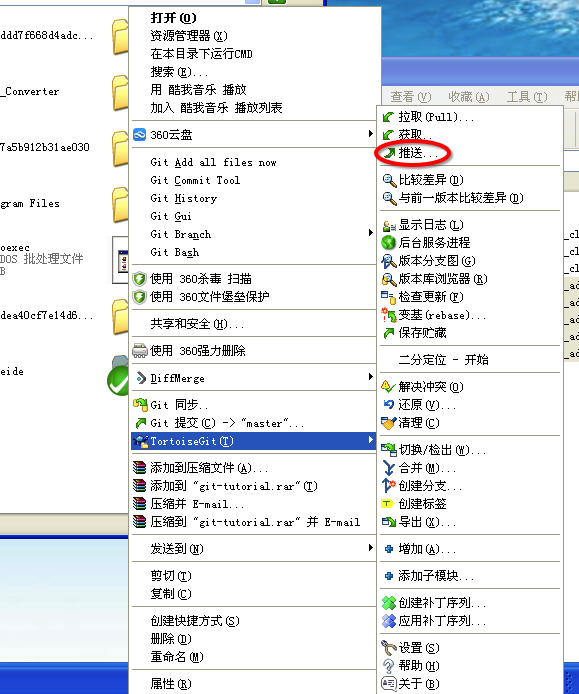 ddd7f668d4adc...
_Converter
7a5b912b31ae030
gram Files
oexec
DOS 批处理文件
B
dea40cf7e14d6...
eide
打开(O)
资源管理器(X)
在本目录下运行CMD
搜索(E)...
用 酷我音乐 播放
加入 酷我音乐 播放列表
360云盘
Git Add all files now
Git Commit Tool
Git History
Git Gui
Git Branch
Git Bash
使用 360杀毒 扫描
使用 360文件堡垒保护
共享和安全(H)...
使用 360强力删除
DiffMerge
Git 同步..
Git 提交(C) -> "master"...
TortoiseGit(T)
添加到压缩文件(A)...
添加到 "git-tutorial.rar"(T)
压缩并 E-mail...
压缩到 "git-tutorial.rar" 并 E-mail
发送到(N)
剪切(T)
复制(C)
创建快捷方式(S)
删除(D)
重命名(M)
属性(R)
查看(V) 收藏(A) 工具(T) 帮
拉取(Pull)...
获取..
推送...
比较差异(D)
与前一版本比较差异(D)
显示日志(L)
后台服务进程
版本分支图(G)
版本库浏览器(R)
检查更新(F)
变基(rebase)...
保存贮藏
二分定位 - 开始
解决冲突(O)
还原(V)...
清理(C)
切换/检出(W)...
合并(M)...
创建分支...
创建标签
导出(X)...
增加(A)...
添加子模块...
创建补丁序列...
应用补丁序列...
设置(S)
帮助(H)
关于(B)
_cl
_cl
_cl
_ad
_ad
_ad
_ad